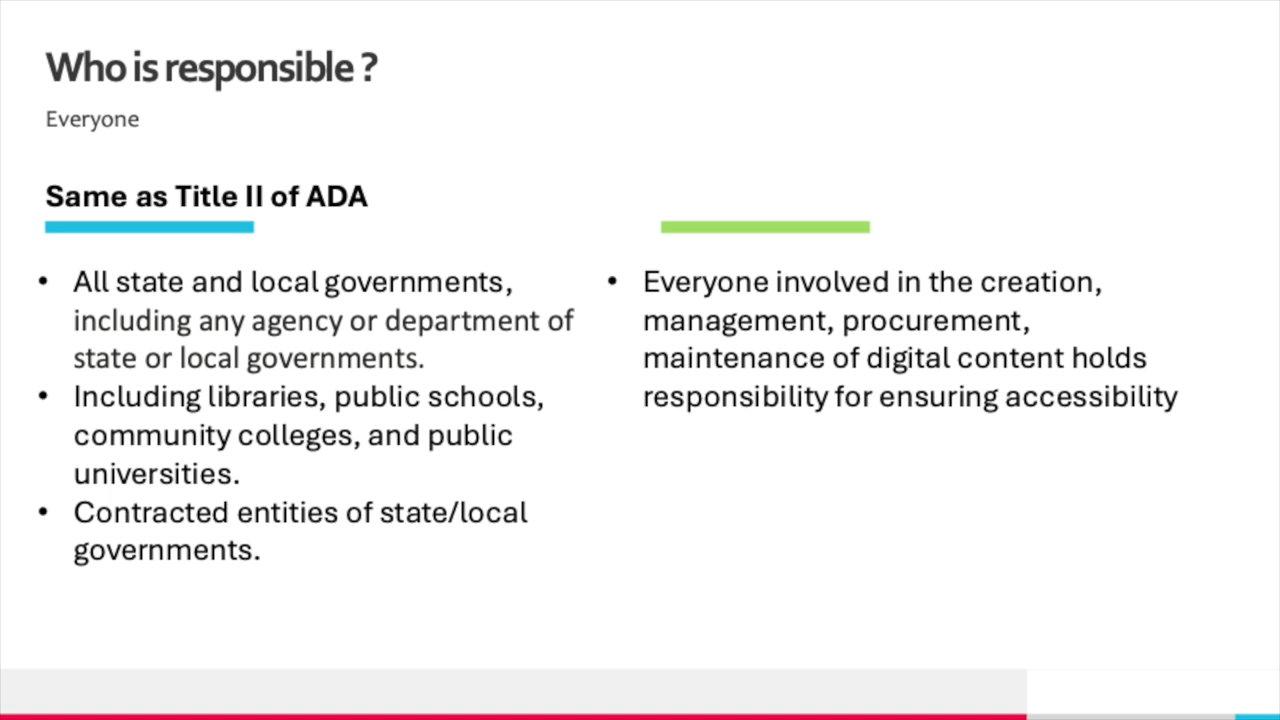 Who is responsible ?
Everyone
Same as Title II of ADA
• All state and local governments,
including any agency or department of
state or local governments.
• Including libraries, public schools,
community colleges, and public
universities.
• Contracted entities of state/local
governments.
• Everyone involved in the creation,
management, procurement,
maintenance of digital content holds
responsibility for ensuring accessibility